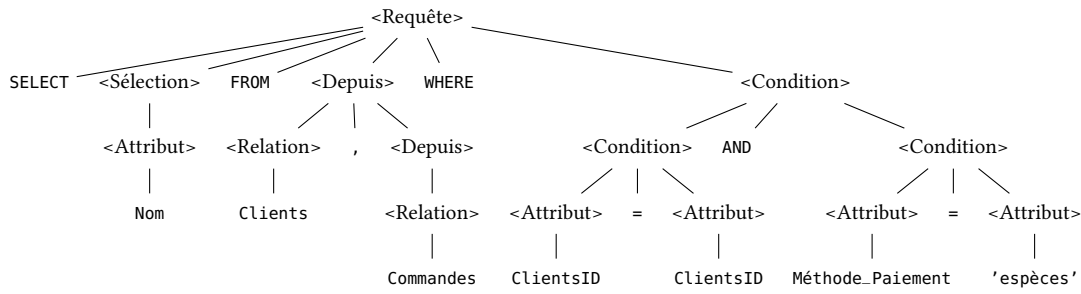 <Requête>
SELECT <Sélection> FROM <Depuis> WHERE <Condition>
<Attribut> <Relation> , <Depuis> <Condition> AND <Condition>
Nom Clients <Relation> <Attribut> = <Attribut> <Attribut> = <Attribut>
Commandes ClientsID ClientsID Méthode_Paiement ’espèces’